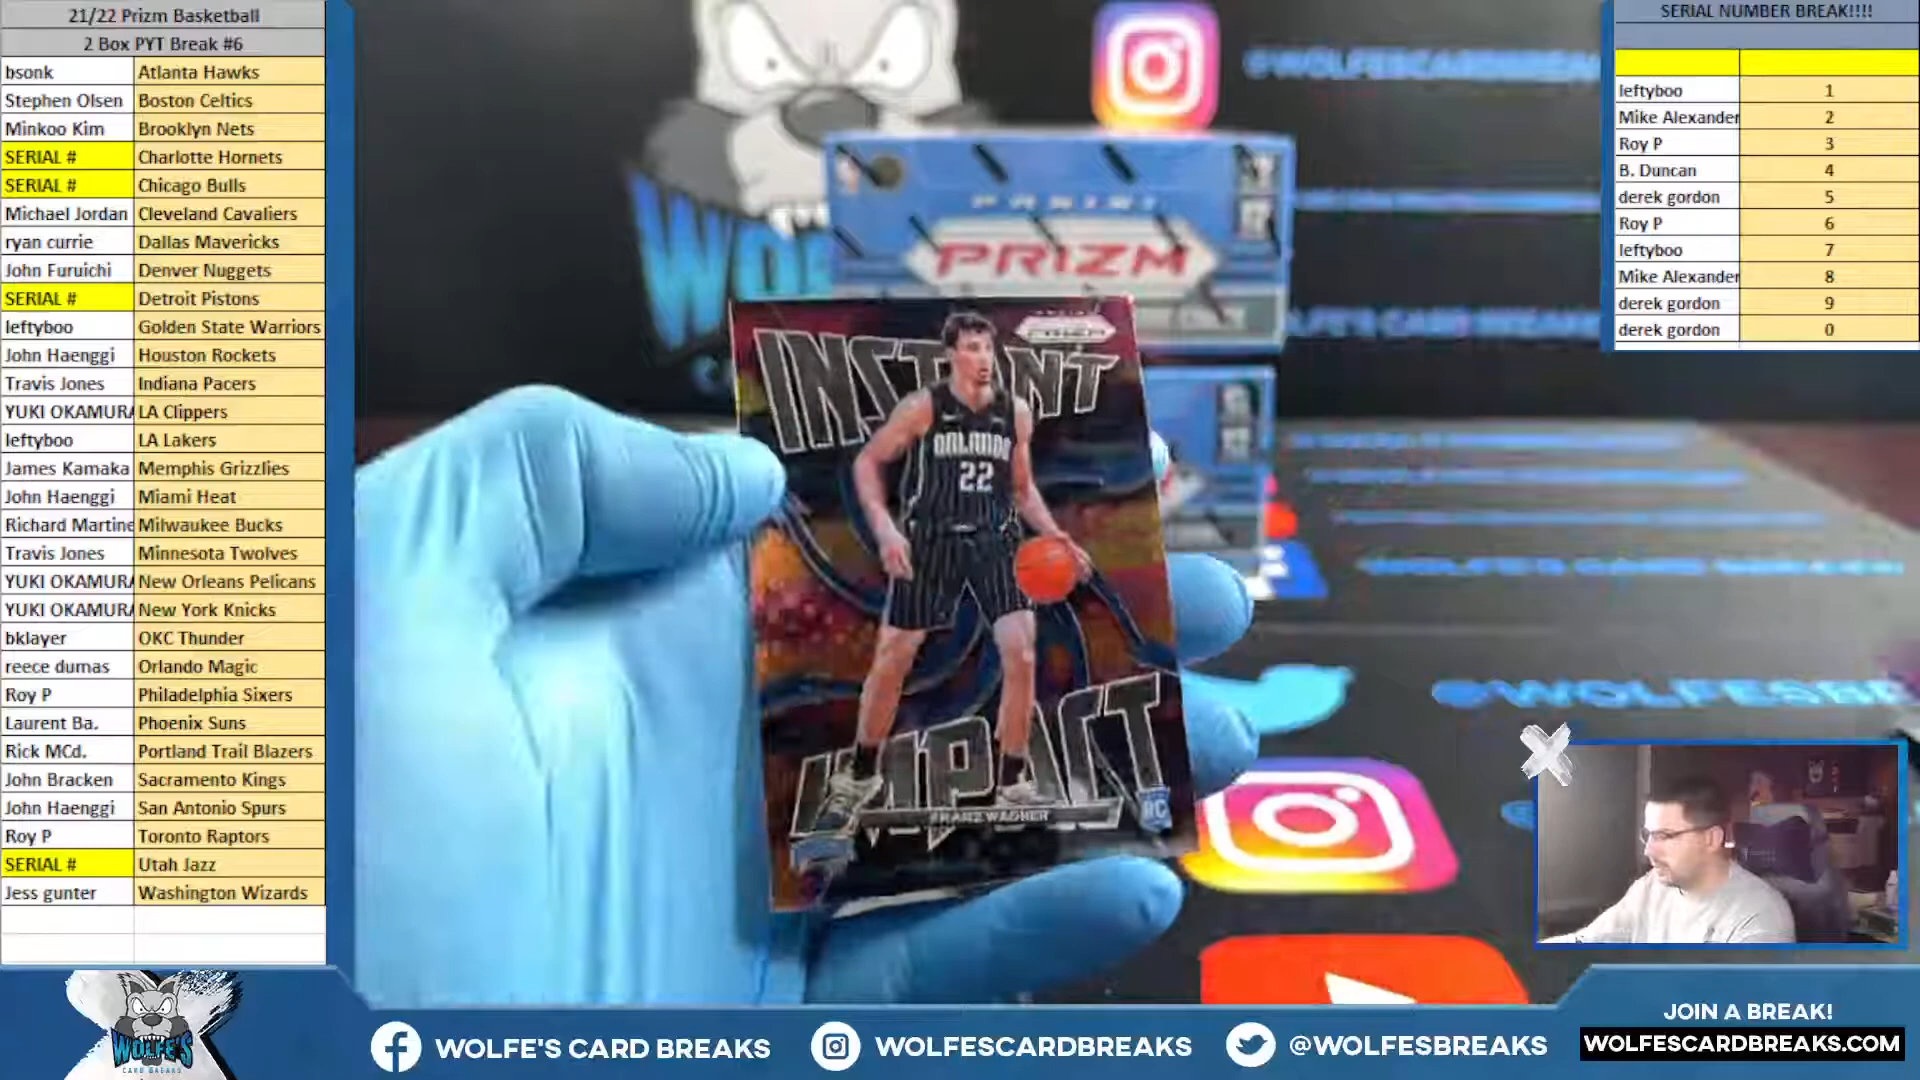 21/22 Prizm Basketball
2 Box PYT Break #6
bsonk Atlanta Hawks
Stephen Olsen Boston Celtics
Minkoo Kim Brooklyn Nets
SERIAL # Charlotte Hornets
SERIAL # Chicago Bulls
Michael Jordan Cleveland Cavaliers
ryan currie Dallas Mavericks
John Furuichi Denver Nuggets
SERIAL # Detroit Pistons
leftyboo Golden State Warriors
John Haenggi Houston Rockets
Travis Jones Indiana Pacers
YUKI OKAMURA LA Clippers
leftyboo LA Lakers
James Kamaka Memphis Grizzlies
John Haenggi Miami Heat
Richard Martine Milwaukee Bucks
Travis Jones Minnesota Twolves
YUKI OKAMURA New Orleans Pelicans
YUKI OKAMURA New York Knicks
bklayer OKC Thunder
reece dumas Orlando Magic
Roy P Philadelphia Sixers
Laurent Ba. Phoenix Suns
Rick MCd. Portland Trail Blazers
John Bracken Sacramento Kings
John Haenggi San Antonio Spurs
Roy P Toronto Raptors
SERIAL # Utah Jazz
Jess gunter Washington Wizards
SERIAL NUMBER BREAK!!!!
leftyboo 1
Mike Alexander 2
Roy P 3
B. Duncan 4
derek gordon 5
Roy P 6
leftyboo 7
Mike Alexander 8
derek gordon 9
derek gordon 0
@WOLFESCARDBREA
PANINI
PRIZM
PRIZM
INSTANT
ORLANDO
22
IMPACT
FRANZ WAGNER
RC
@WOLFESBR
WOLFE'S
CARD BREAKS
WOLFE'S CARD BREAKS
WOLFESCARDBREAKS
@WOLFESBREAKS
JOIN A BREAK!
WOLFESCARDBREAKS.COM